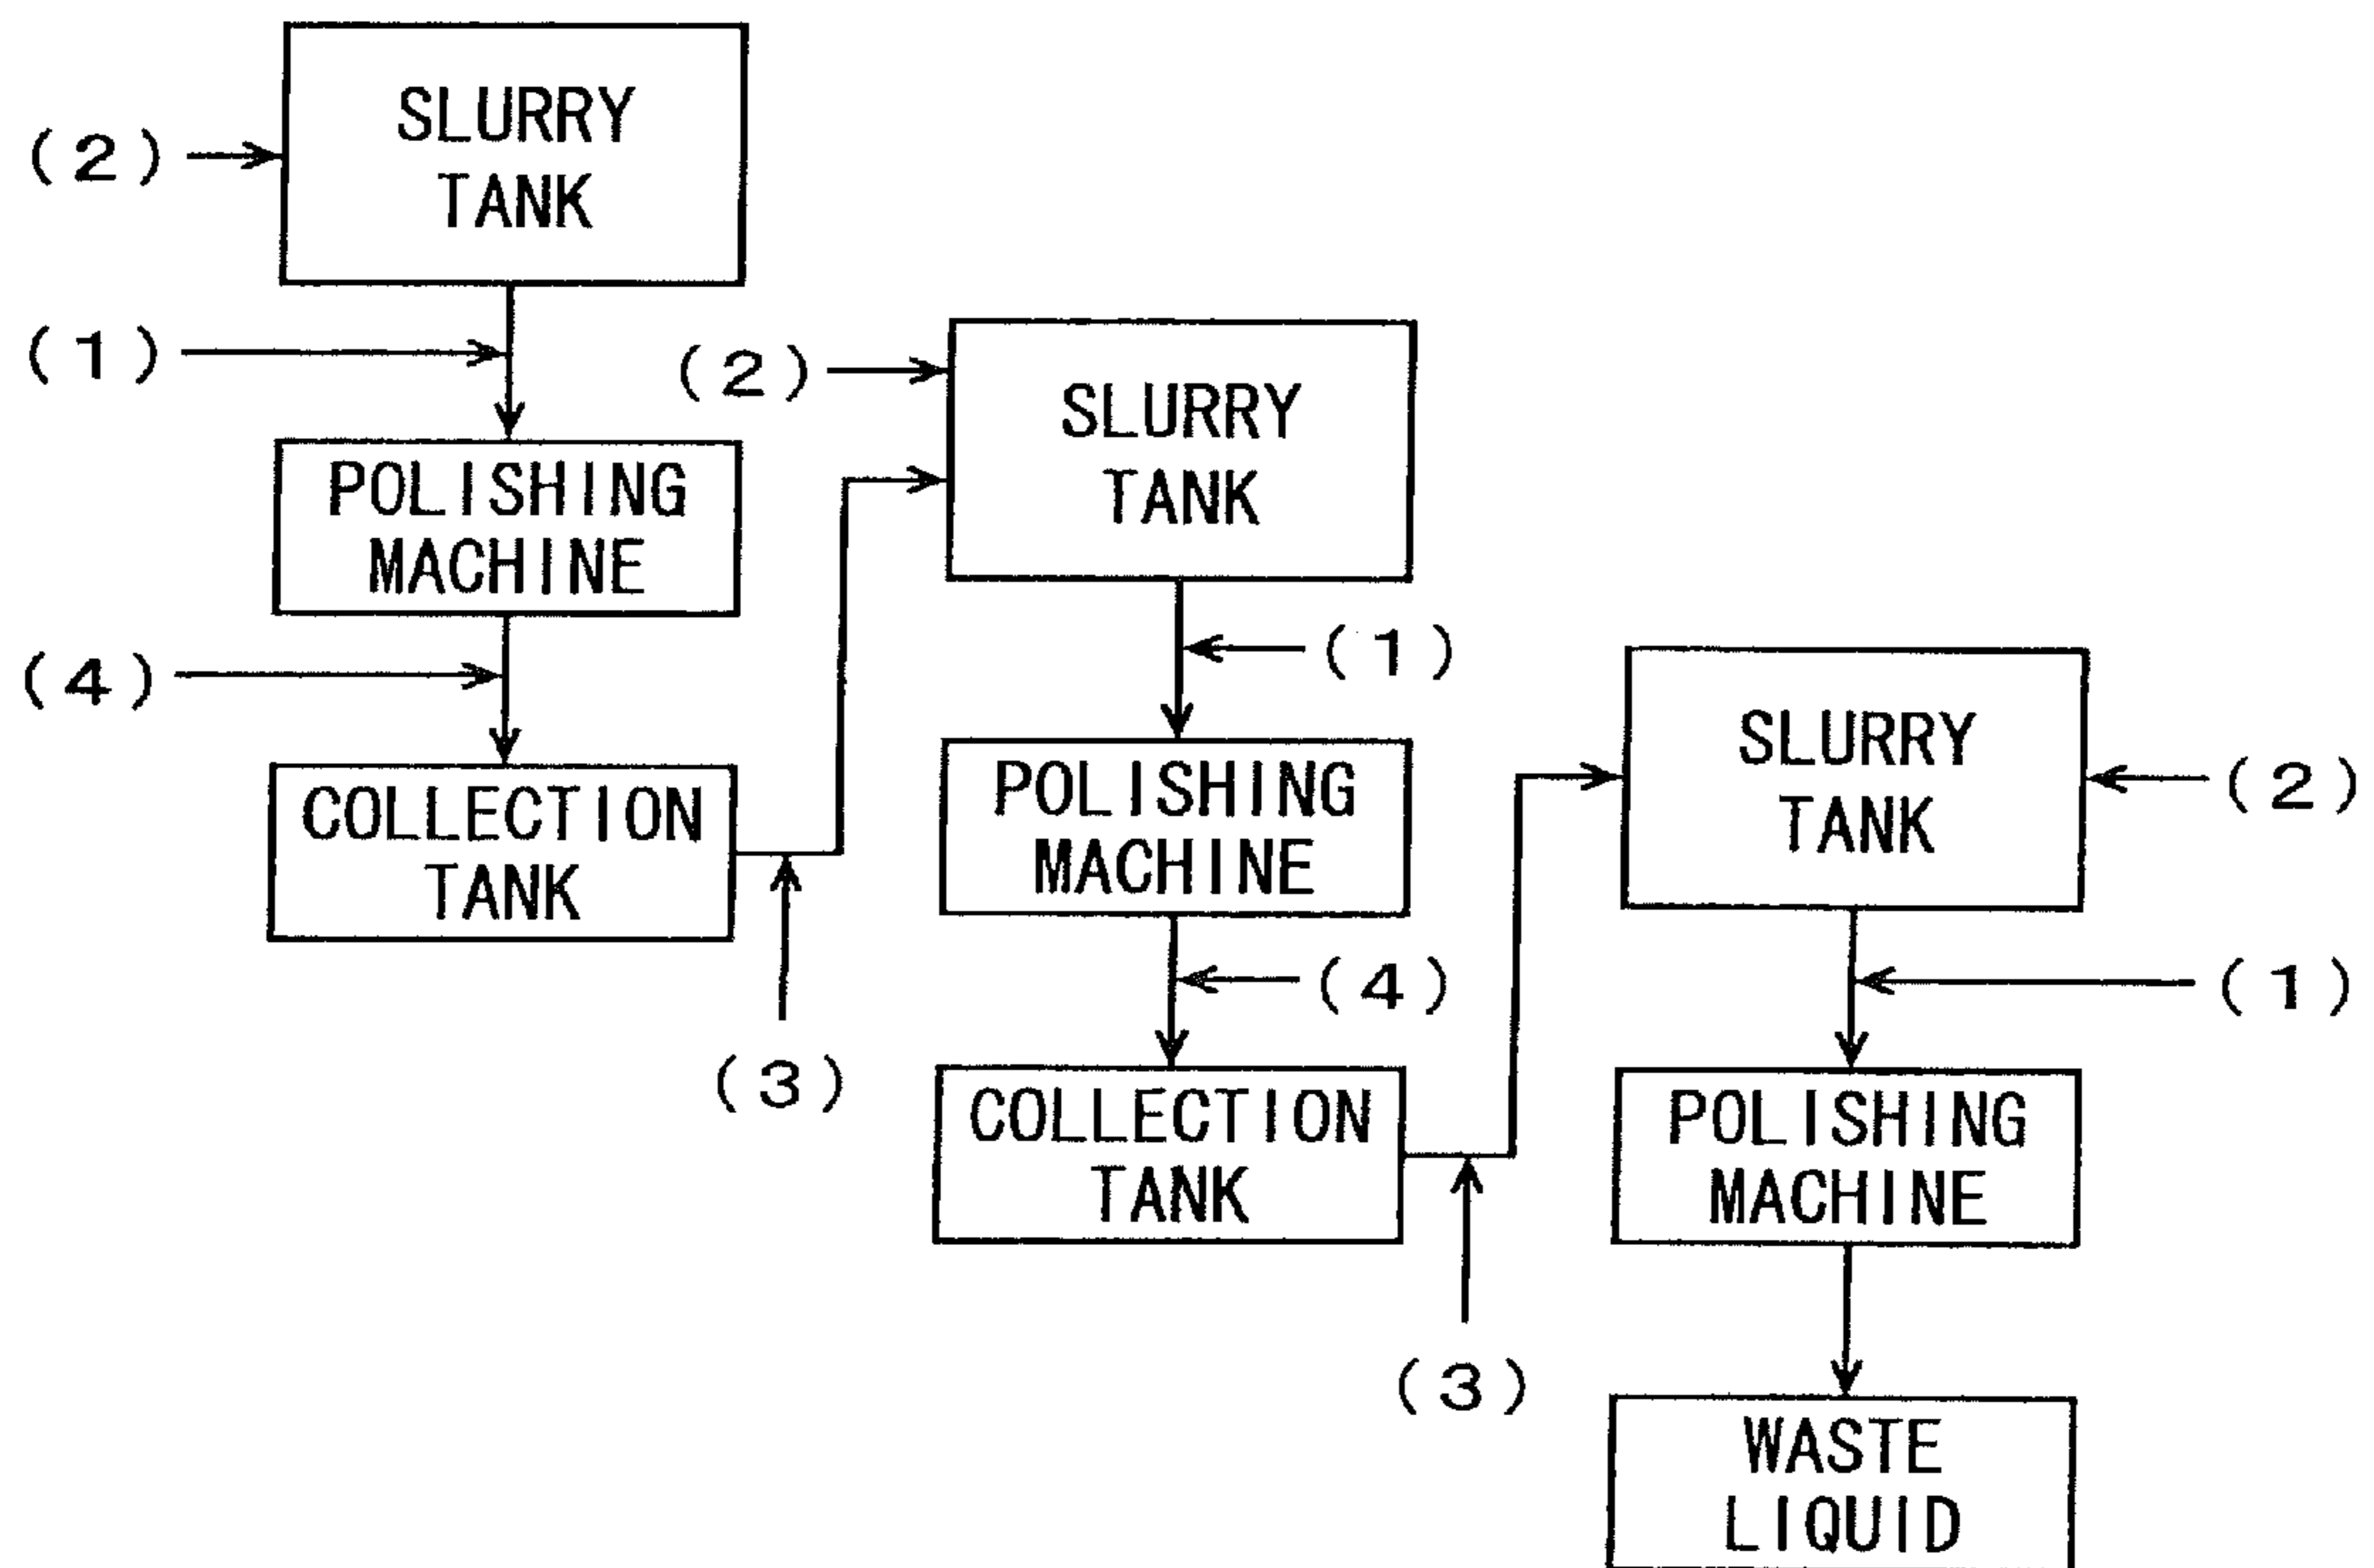 SLURRY
TANK
(2)
(1)
POLISHING
MACHINE
(4)
COLLECTION
TANK
(3)
(2)
SLURRY
TANK
(1)
POLISHING
MACHINE
(4)
COLLECTION
TANK
(3)
SLURRY
TANK
(2)
(1)
POLISHING
MACHINE
WASTE
LIQUID